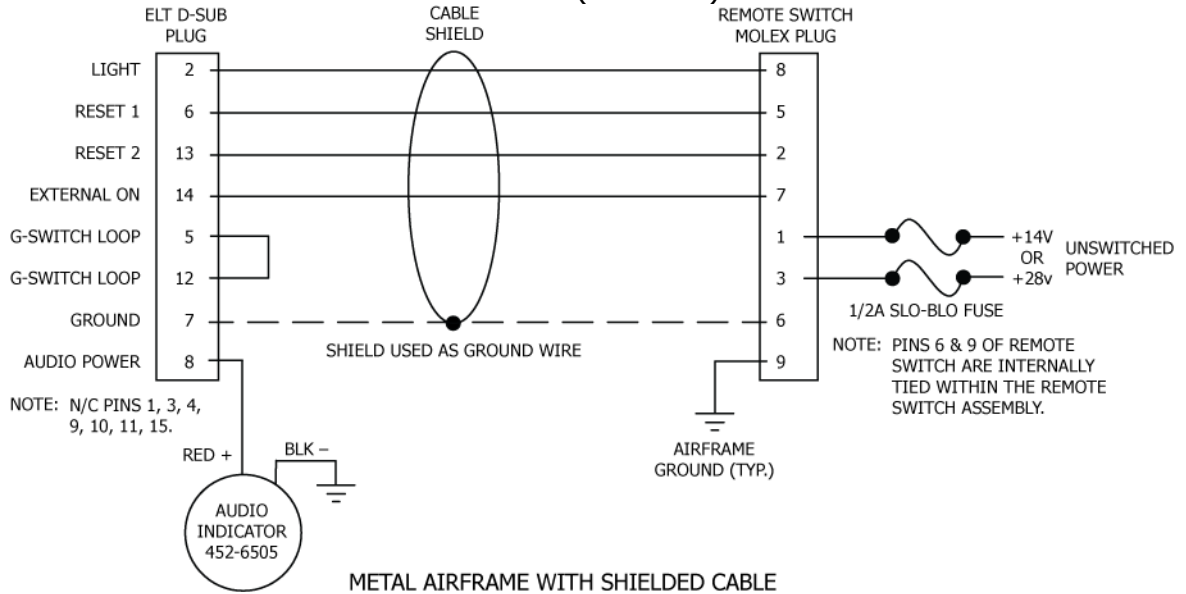 ELT D-SUB
PLUG
CABLE
SHIELD
REMOTE SWITCH
MOLEX PLUG
LIGHT 2 8
RESET 1 6 5
RESET 2 13 2
EXTERNAL ON 14 7
G-SWITCH LOOP 5 1 +14V
OR
UNSWITCHED
POWER
G-SWITCH LOOP 12 3 +28v
1/2A SLO-BLO FUSE
GROUND 7 6
SHIELD USED AS GROUND WIRE
AUDIO POWER 8 9
NOTE: PINS 6 & 9 OF REMOTE
SWITCH ARE INTERNALLY
TIED WITHIN THE REMOTE
SWITCH ASSEMBLY.
NOTE: N/C PINS 1, 3, 4,
9, 10, 11, 15.
RED +
BLK –
AIRFRAME
GROUND (TYP.)
AUDIO
INDICATOR
452-6505
METAL AIRFRAME WITH SHIELDED CABLE